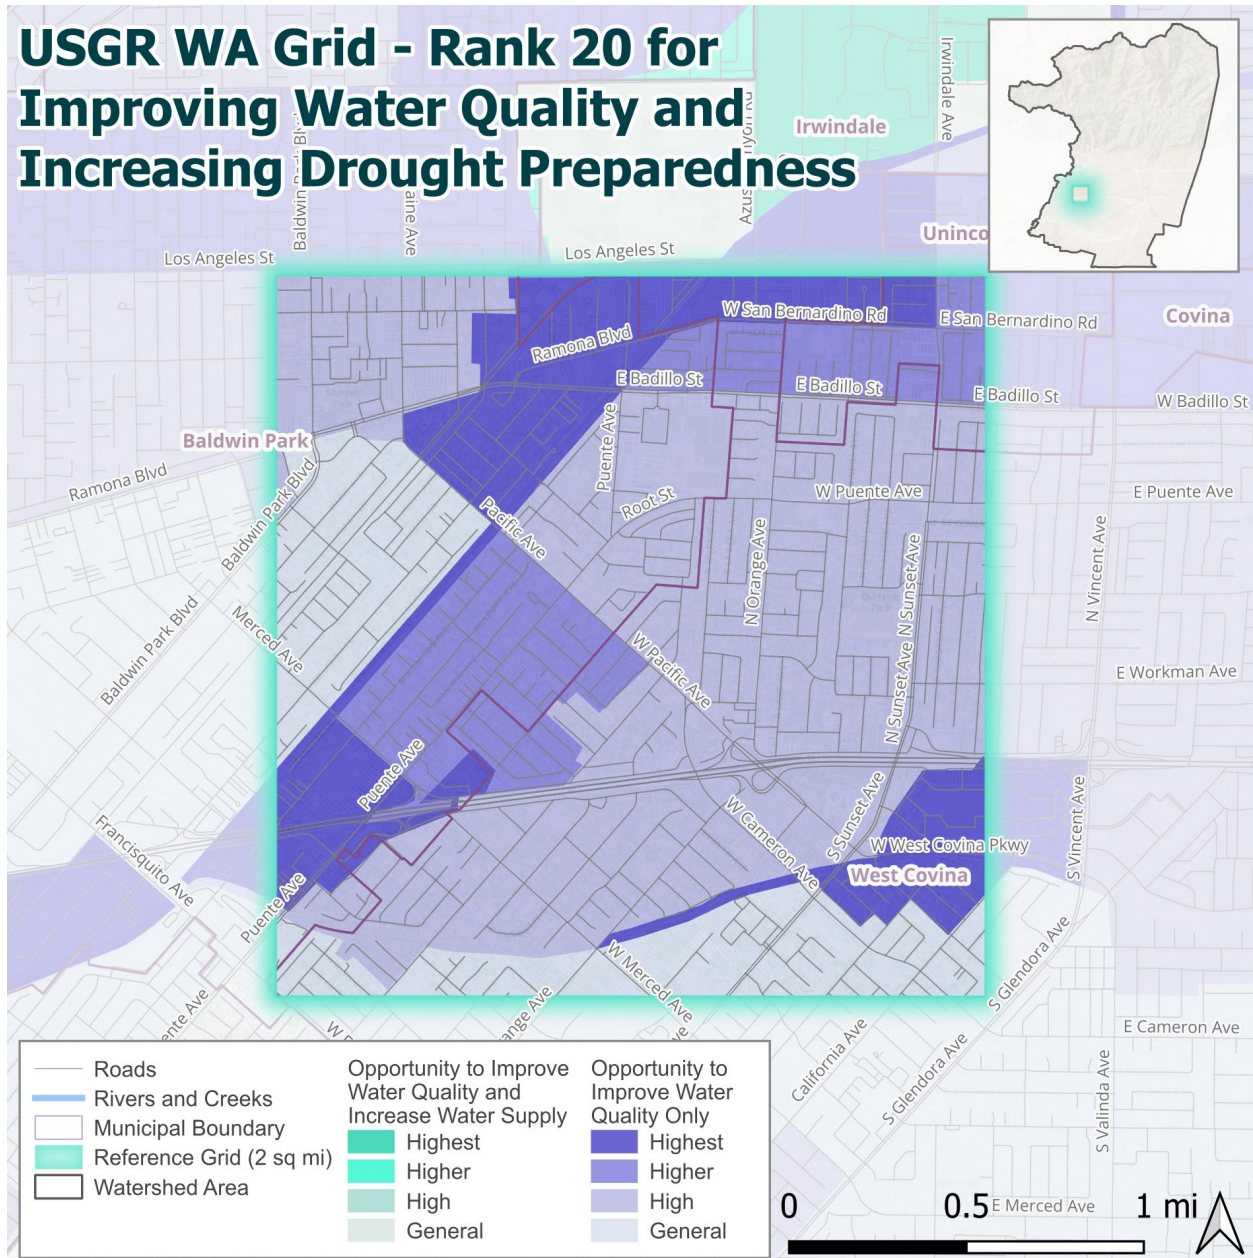 USGR WA Grid - Rank 20 for
Improving Water Quality and
Increasing Drought Preparedness
Irwindale Ave
Irwindale
Los Angeles St
Los Angeles St
Covina
W San Bernardino Rd
E San Bernardino Rd
Ramona Blvd
E Badillo St
E Badillo St
E Badillo St
W Badillo St
Baldwin Park
Ramona Blvd
Baldwin Park Blvd
Puente Ave
Root St
W Puente Ave
E Puente Ave
Pacific Ave
N Orange Ave
N Sunset Ave
N Vincent Ave
Baldwin Park Blvd
Merced Ave
W Pacific Ave
N Sunset Ave
E Workman Ave
Puente Ave
Francisquito Ave
W Cameron Ave
S Sunset Ave
W West Covina Pkwy
S Vincent Ave
West Covina
Puente Ave
W Merced Ave
S Glendora Ave
California Ave
S Glendora Ave
E Cameron Ave
S Valinda Ave
E Merced Ave
Roads
Rivers and Creeks
Municipal Boundary
Reference Grid (2 sq mi)
Watershed Area
Opportunity to Improve
Water Quality and
Increase Water Supply
Highest
Higher
High
General
Opportunity to
Improve Water
Quality Only
Highest
Higher
High
General
0 0.5 1 mi